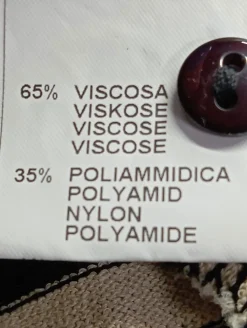 65% VISCOSA
VISKOSE
VISCOSE
VISCOSE
35% POLIAMMIDICA
POLYAMID
NYLON
POLYAMIDE